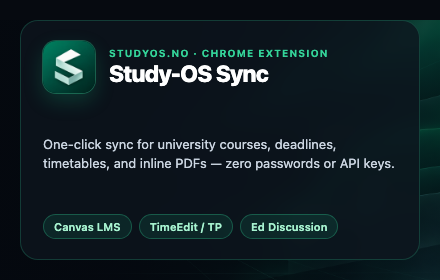 STUDYOS.NO · CHROME EXTENSION
Study-OS Sync
One-click sync for university courses, deadlines,
timetables, and inline PDFs — zero passwords or API keys.
Canvas LMS
TimeEdit / TP
Ed Discussion